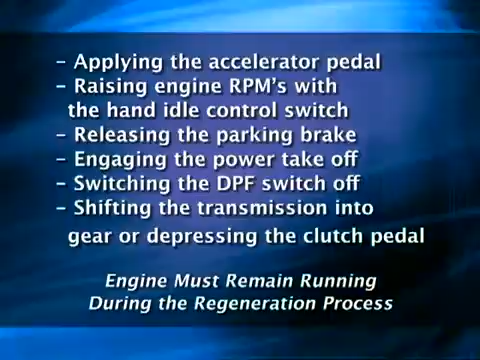 – Applying the accelerator pedal
– Raising engine RPM's with
the hand idle control switch
– Releasing the parking brake
– Engaging the power take off
– Switching the DPF switch off
– Shifting the transmission into
gear or depressing the clutch pedal
Engine Must Remain Running
During the Regeneration Process